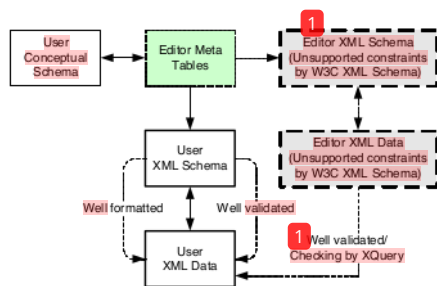 1
User
Conceptual
Schema
Editor Meta
Tables
Editor XML Schema
(Unsupported constraints
by W3C XML Schema)
User
XML Schema
Editor XML Data
(Unsupported constraints
by W3C XML Schema)
Well formatted
Well validated
User
XML Data
1
Well validated/
Checking by XQuery